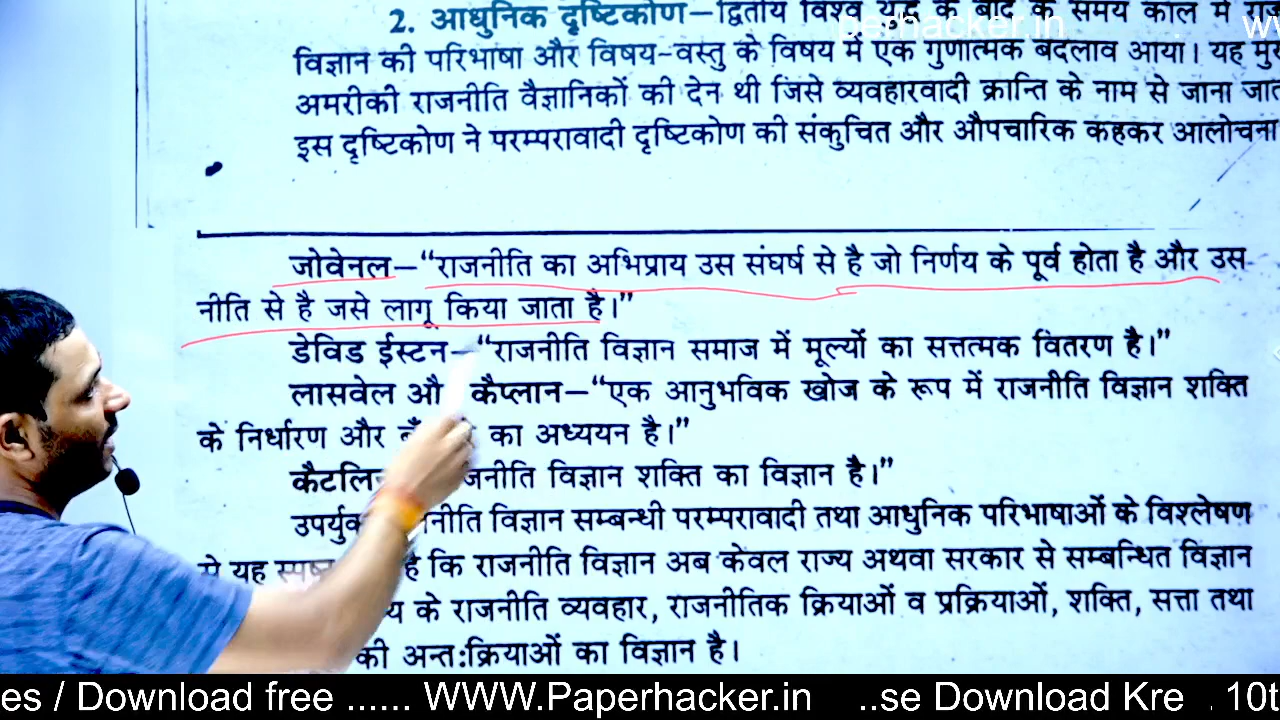 2. आधुनिक दृष्टिकोण–द्वितीय विश्व युद्ध के बाद के समय काल में
perhacker.in
विज्ञान की परिभाषा और विषय-वस्तु के विषय में एक गुणात्मक बदलाव आया। यह
अमरीकी राजनीति वैज्ञानिकों की देन थी जिसे व्यवहारवादी क्रान्ति के नाम से जाना
इस दृष्टिकोण ने परम्परावादी दृष्टिकोण की संकुचित और औपचारिक कहकर आलोचना
जोवेनल–“राजनीति का अभिप्राय उस संघर्ष से है जो निर्णय के पूर्व होता है और उस
नीति से है जसे लागू किया जाता है।”
डेविड ईस्टन–“राजनीति विज्ञान समाज में मूल्यों का सत्तत्मक वितरण है।”
लासवेल औ कैप्लान–“एक आनुभविक खोज के रूप में राजनीति विज्ञान शक्ति
के निर्धारण और का अध्ययन है।”
कैटलि विज्ञान शक्ति का विज्ञान है।”
विज्ञान सम्बन्धी परम्परावादी तथा आधुनिक परिभाषाओं के विश्लेषण
यह है कि राजनीति विज्ञान अब केवल राज्य अथवा सरकार से सम्बन्धित विज्ञान
के राजनीति व्यवहार, राजनीतिक क्रियाओं व प्रक्रियाओं, शक्ति, सत्ता तथा
की अन्तःक्रियाओं का विज्ञान है।
es / Download free ...... WWW.Paperhacker.in ..se Download Kre . 10t